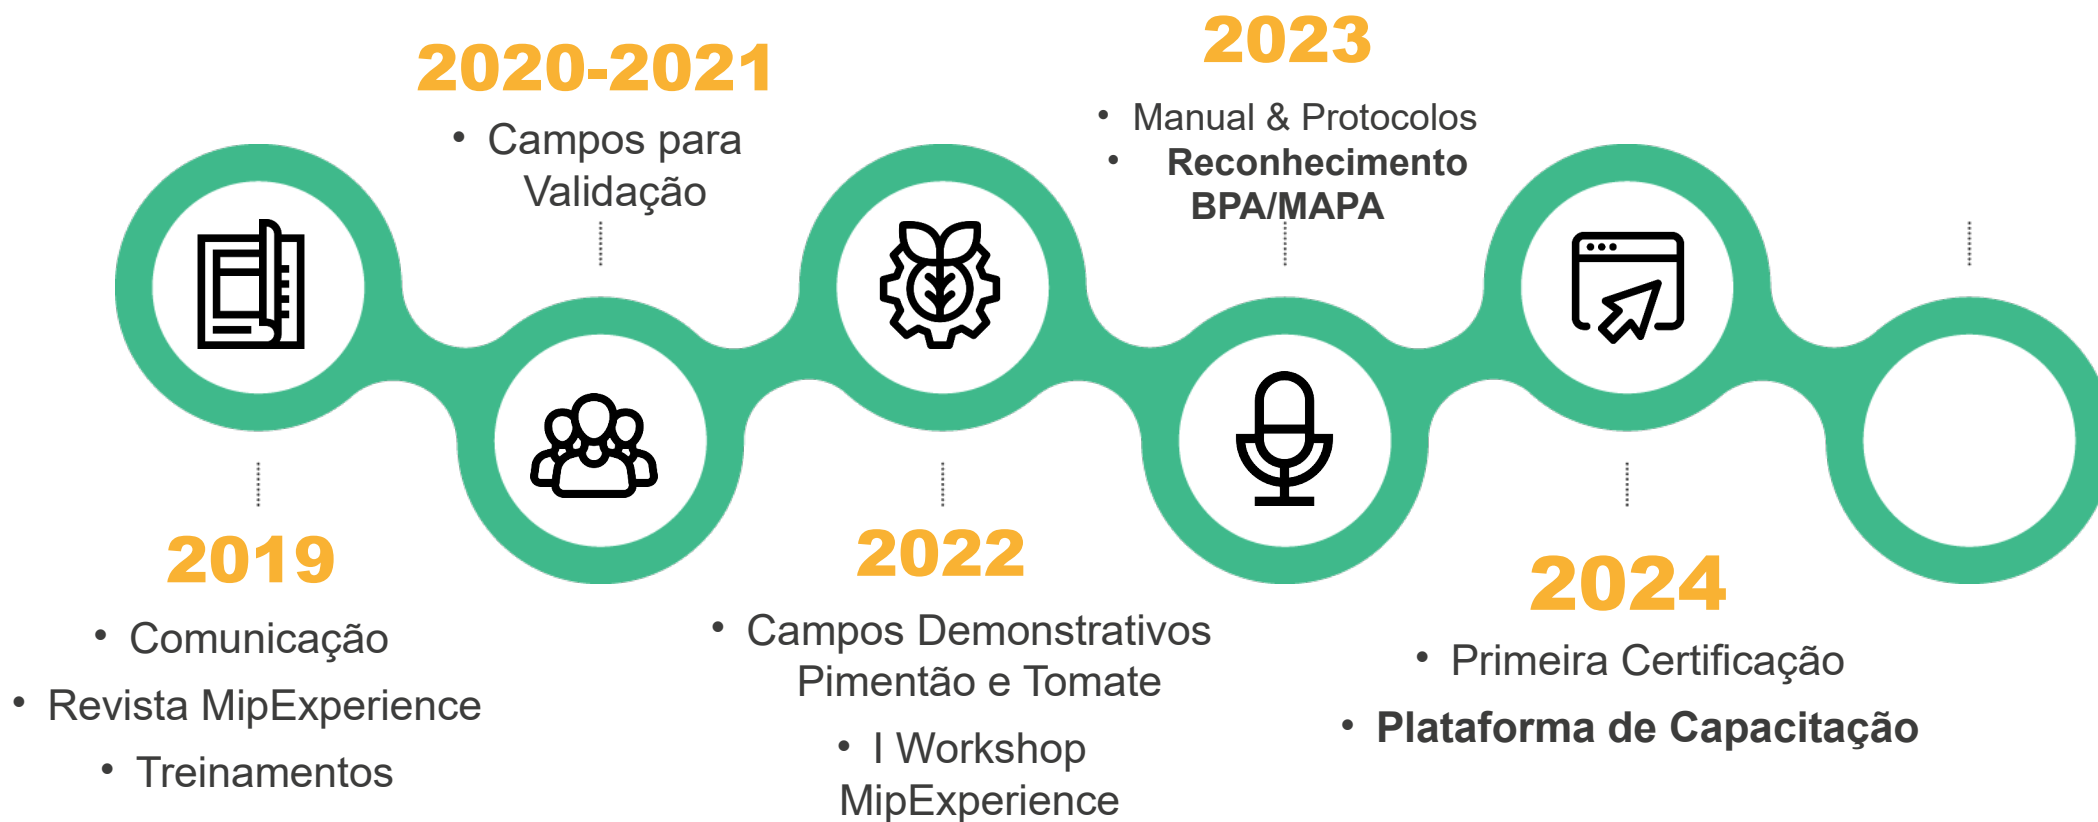 2019
• Comunicação
• Revista MipExperience
• Treinamentos
2020-2021
• Campos para
Validação
2022
• Campos Demonstrativos
Pimentão e Tomate
• I Workshop
MipExperience
2023
• Manual & Protocolos
• Reconhecimento
BPA/MAPA
2024
• Primeira Certificação
• Plataforma de Capacitação